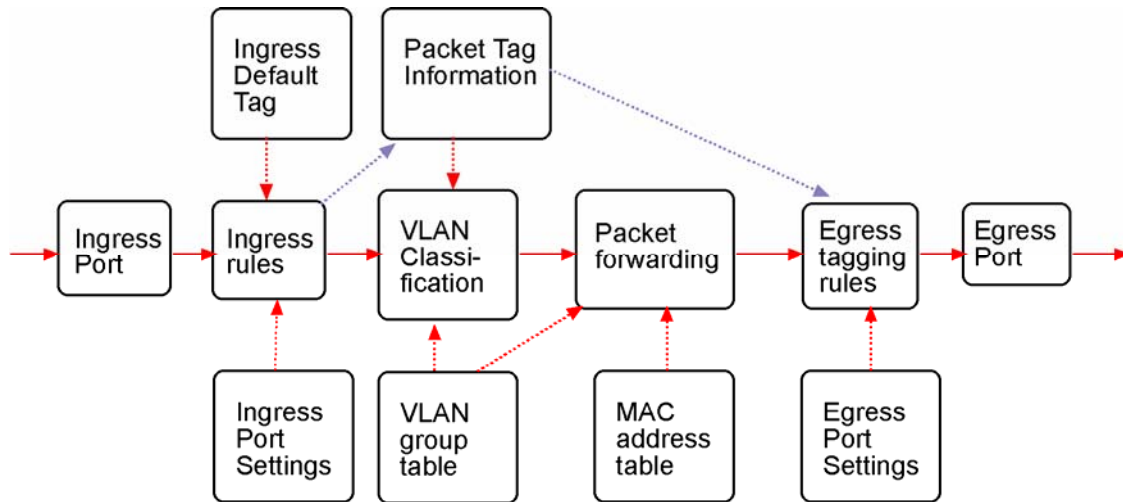 Ingress
Default
Tag
Packet Tag
Information
Ingress
Port
Ingress
rules
VLAN
Classi-
fication
Packet
forwarding
Egress
tagging
rules
Egress
Port
Ingress
Port
Settings
VLAN
group
table
MAC
address
table
Egress
Port
Settings